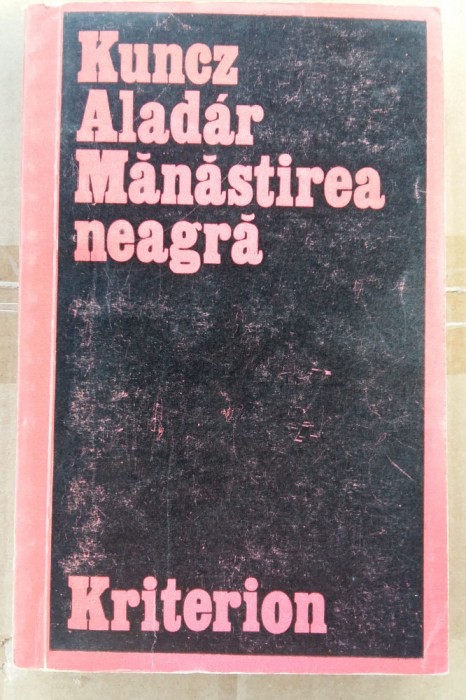 Kuncz
Aladár
Mănăstirea
neagră
Kriterion